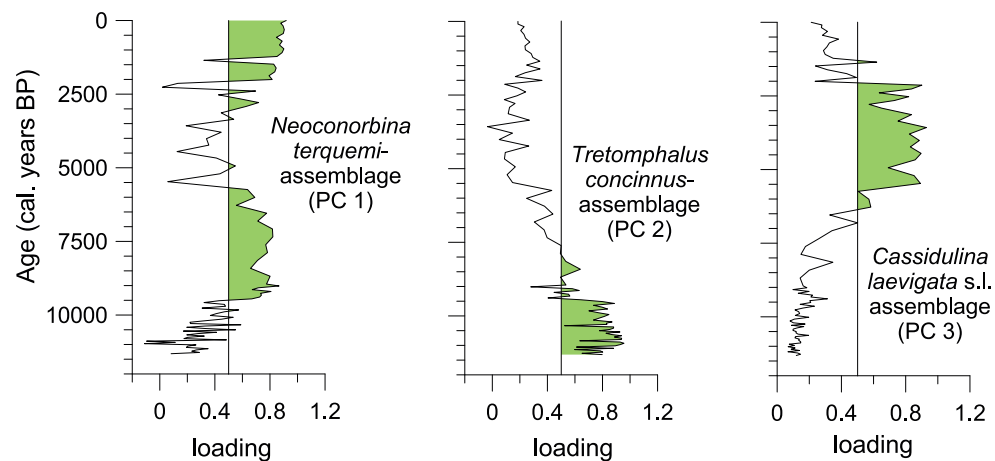 Age (cal. years BP)
0
2500
5000
7500
10000
Neoconorbina
terquemi-
assemblage
(PC 1)
0 0.4 0.8 1.2
loading
Tretomphalus
concinnus-
assemblage
(PC 2)
0 0.4 0.8 1.2
loading
Cassidulina
laevigata s.l.
assemblage
(PC 3)
0 0.4 0.8 1.2
loading